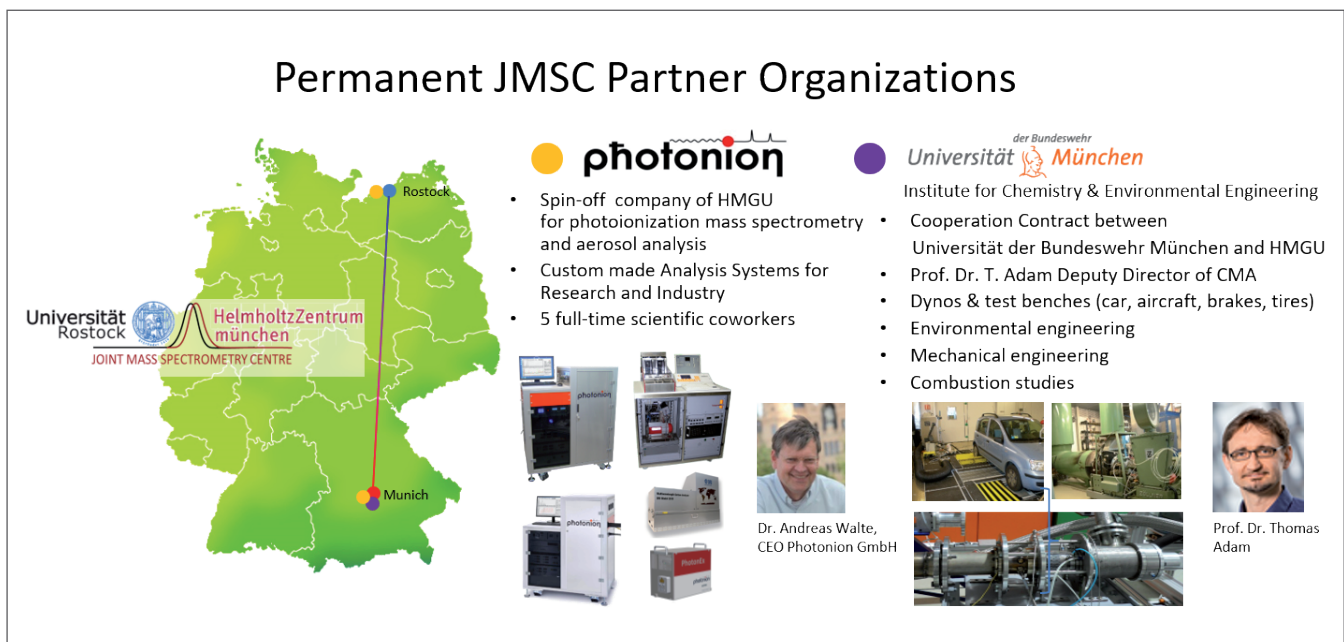 Permanent JMSC Partner Organizations
Rostock
Universität
Rostock
HelmholtzZentrum
münchen
JOINT MASS SPECTROMETRY CENTRE
Munich
photonion
• Spin-off company of HMGU
for photoionization mass spectrometry
and aerosol analysis
• Custom made Analysis Systems for
Research and Industry
• 5 full-time scientific coworkers
photonion
photonion
PhotonEx
photonion
Dr. Andreas Walte,
CEO Photonion GmbH
der Bundeswehr
Universität München
Institute for Chemistry & Environmental Engineering
• Cooperation Contract between
Universität der Bundeswehr München and HMGU
• Prof. Dr. T. Adam Deputy Director of CMA
• Dynos & test benches (car, aircraft, brakes, tires)
• Environmental engineering
• Mechanical engineering
• Combustion studies
Prof. Dr. Thomas
Adam